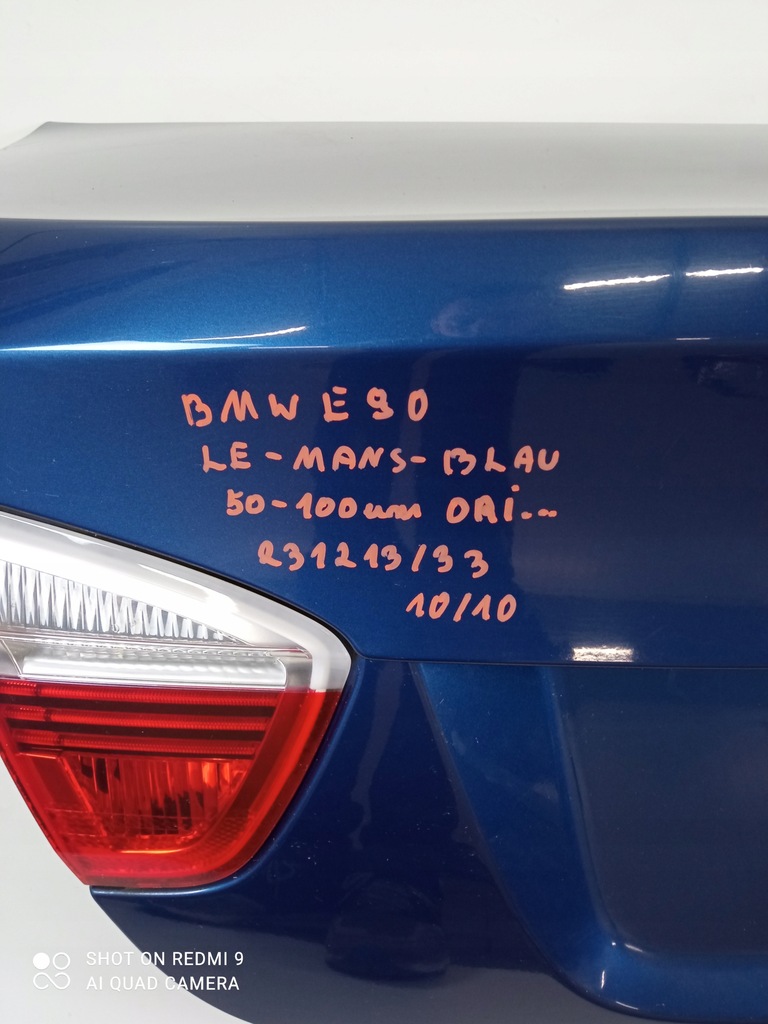 BMW E90
LE-MANS-BLAU
50-100um ORI...
231213/33
10/10
SHOT ON REDMI 9
AI QUAD CAMERA